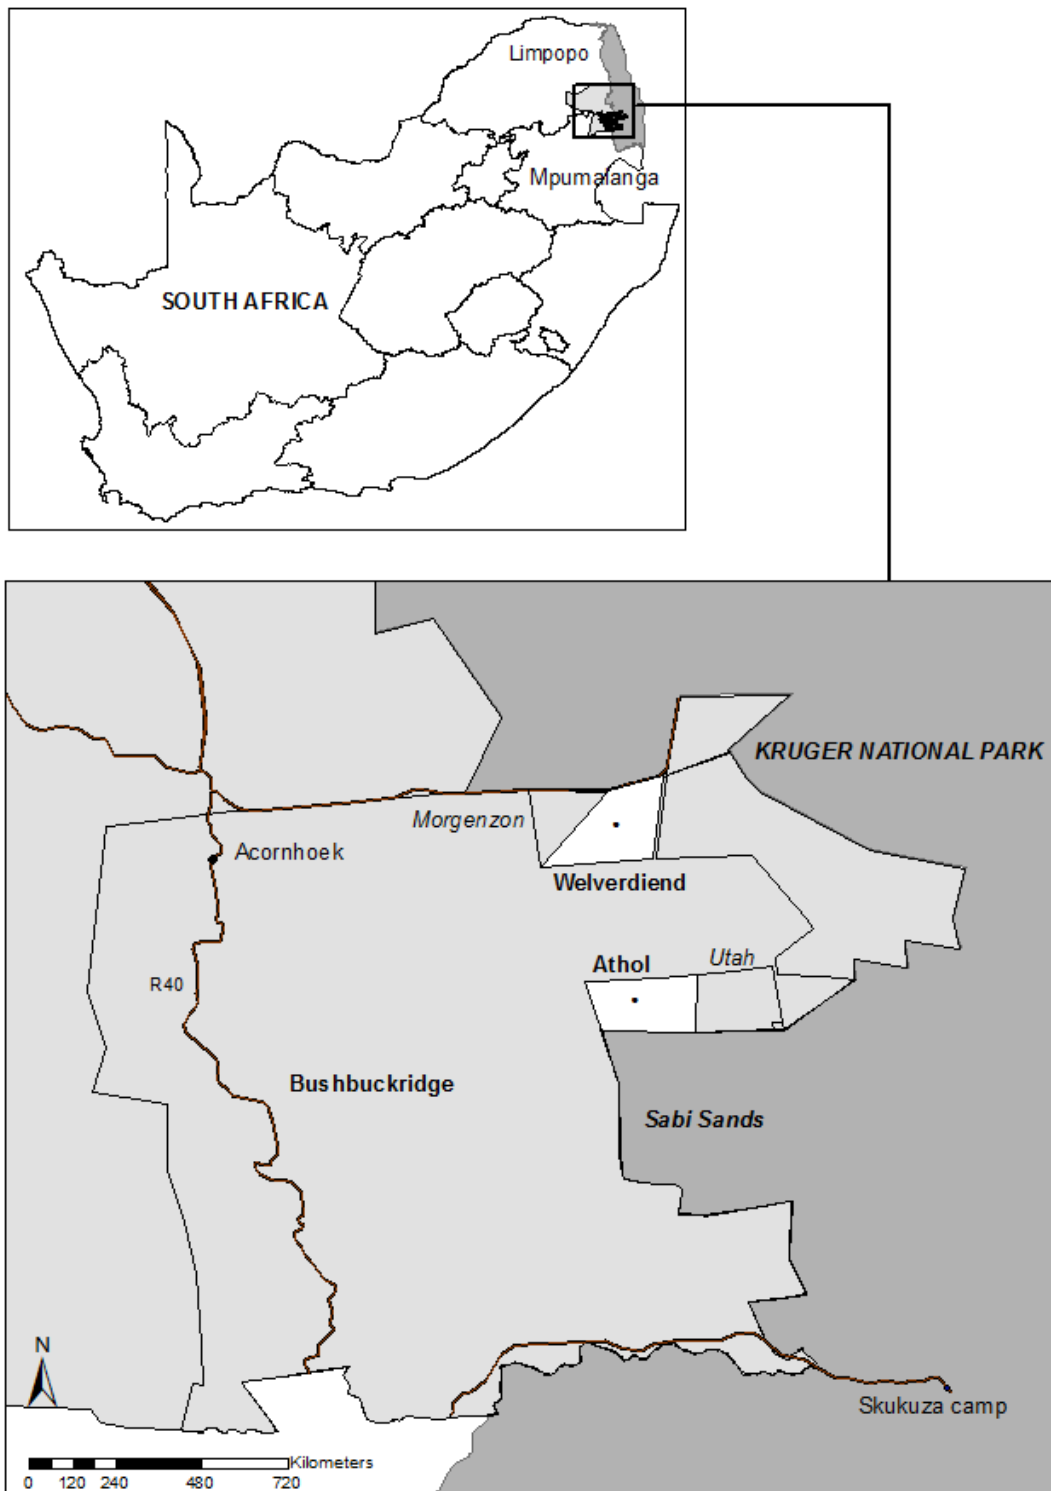 Limpopo
Mpumalanga
SOUTH AFRICA
KRUGER NATIONAL PARK
Morgenzon
Acornhoek
Welverdiend
Athol
Utah
R40
Bushbuckridge
Sabi Sands
N
Skukuza camp
Kilometers
0 120 240 480 720